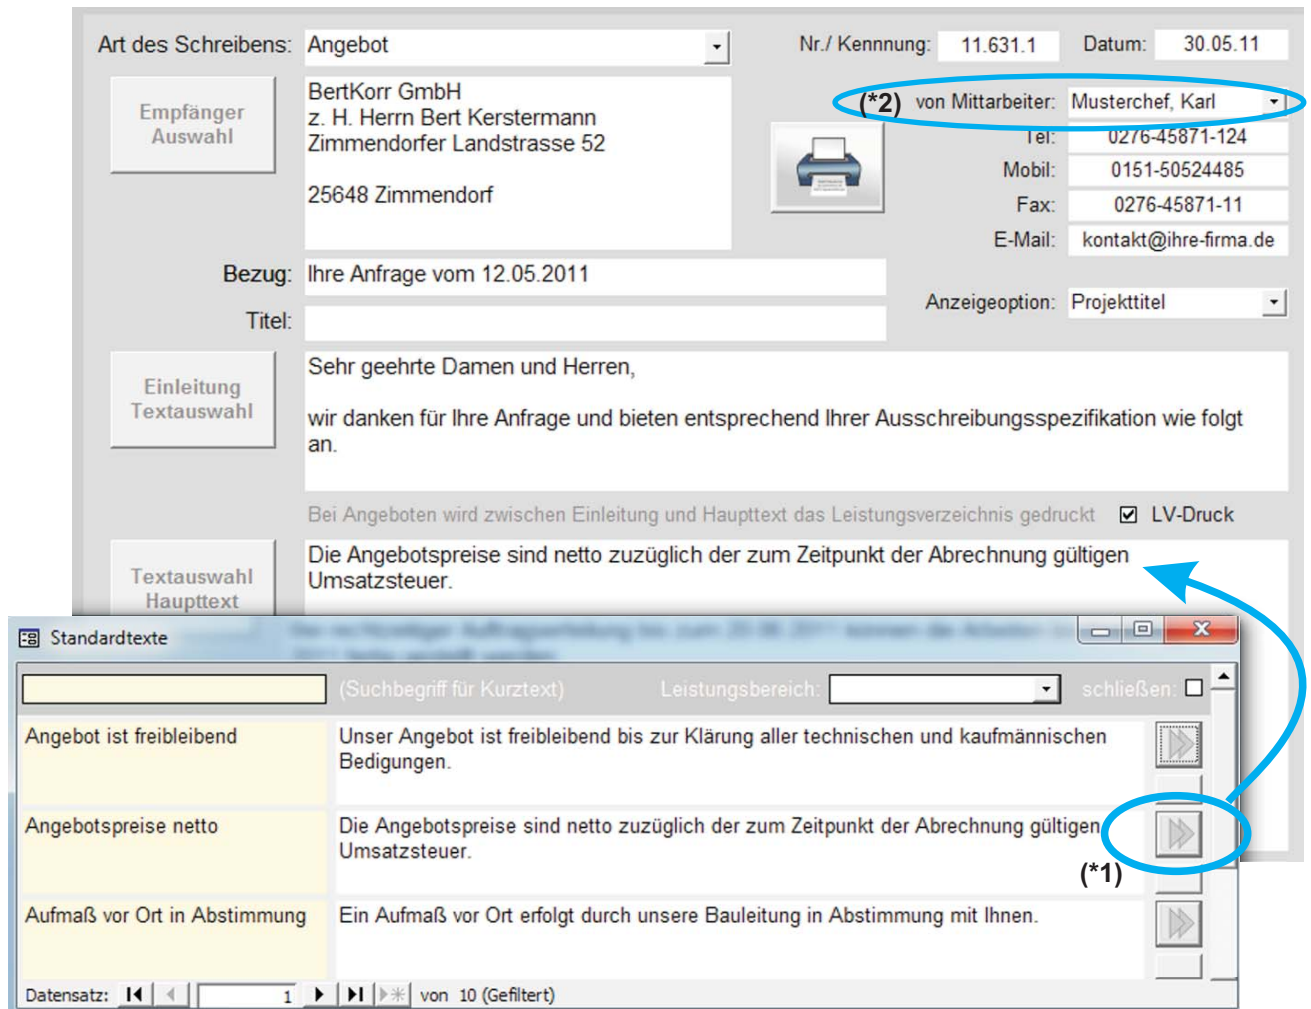 Art des Schreibens: Angebot
Nr./ Kennnung: 11.631.1 Datum: 30.05.11
Empfänger
Auswahl
BertKorr GmbH
z. H. Herrn Bert Kerstermann
Zimmendorfer Landstrasse 52
25648 Zimmendorf
(*2) von Mittarbeiter: Musterchef, Karl
Tel: 0276-45871-124
Mobil: 0151-50524485
Fax: 0276-45871-11
E-Mail: kontakt@ihre-firma.de
Bezug: Ihre Anfrage vom 12.05.2011
Anzeigeoption: Projekttitel
Titel:
Einleitung
Textauswahl
Sehr geehrte Damen und Herren,
wir danken für Ihre Anfrage und bieten entsprechend Ihrer Ausschreibungsspezifikation wie folgt
an.
Bei Angeboten wird zwischen Einleitung und Haupttext das Leistungsverzeichnis gedruckt LV-Druck
Textauswahl
Haupttext
Die Angebotspreise sind netto zuzüglich der zum Zeitpunkt der Abrechnung gültigen
Umsatzsteuer.
Standardtexte
(Suchbegriff für Kurztext) Leistungsbereich: schließen:
Angebot ist freibleibend
Unser Angebot ist freibleibend bis zur Klärung aller technischen und kaufmännischen
Bedigungen.
Angebotspreise netto
Die Angebotspreise sind netto zuzüglich der zum Zeitpunkt der Abrechnung gültigen
Umsatzsteuer.
(*1)
Aufmaß vor Ort in Abstimmung
Ein Aufmaß vor Ort erfolgt durch unsere Bauleitung in Abstimmung mit Ihnen.
Datensatz: 1 von 10 (Gefiltert)